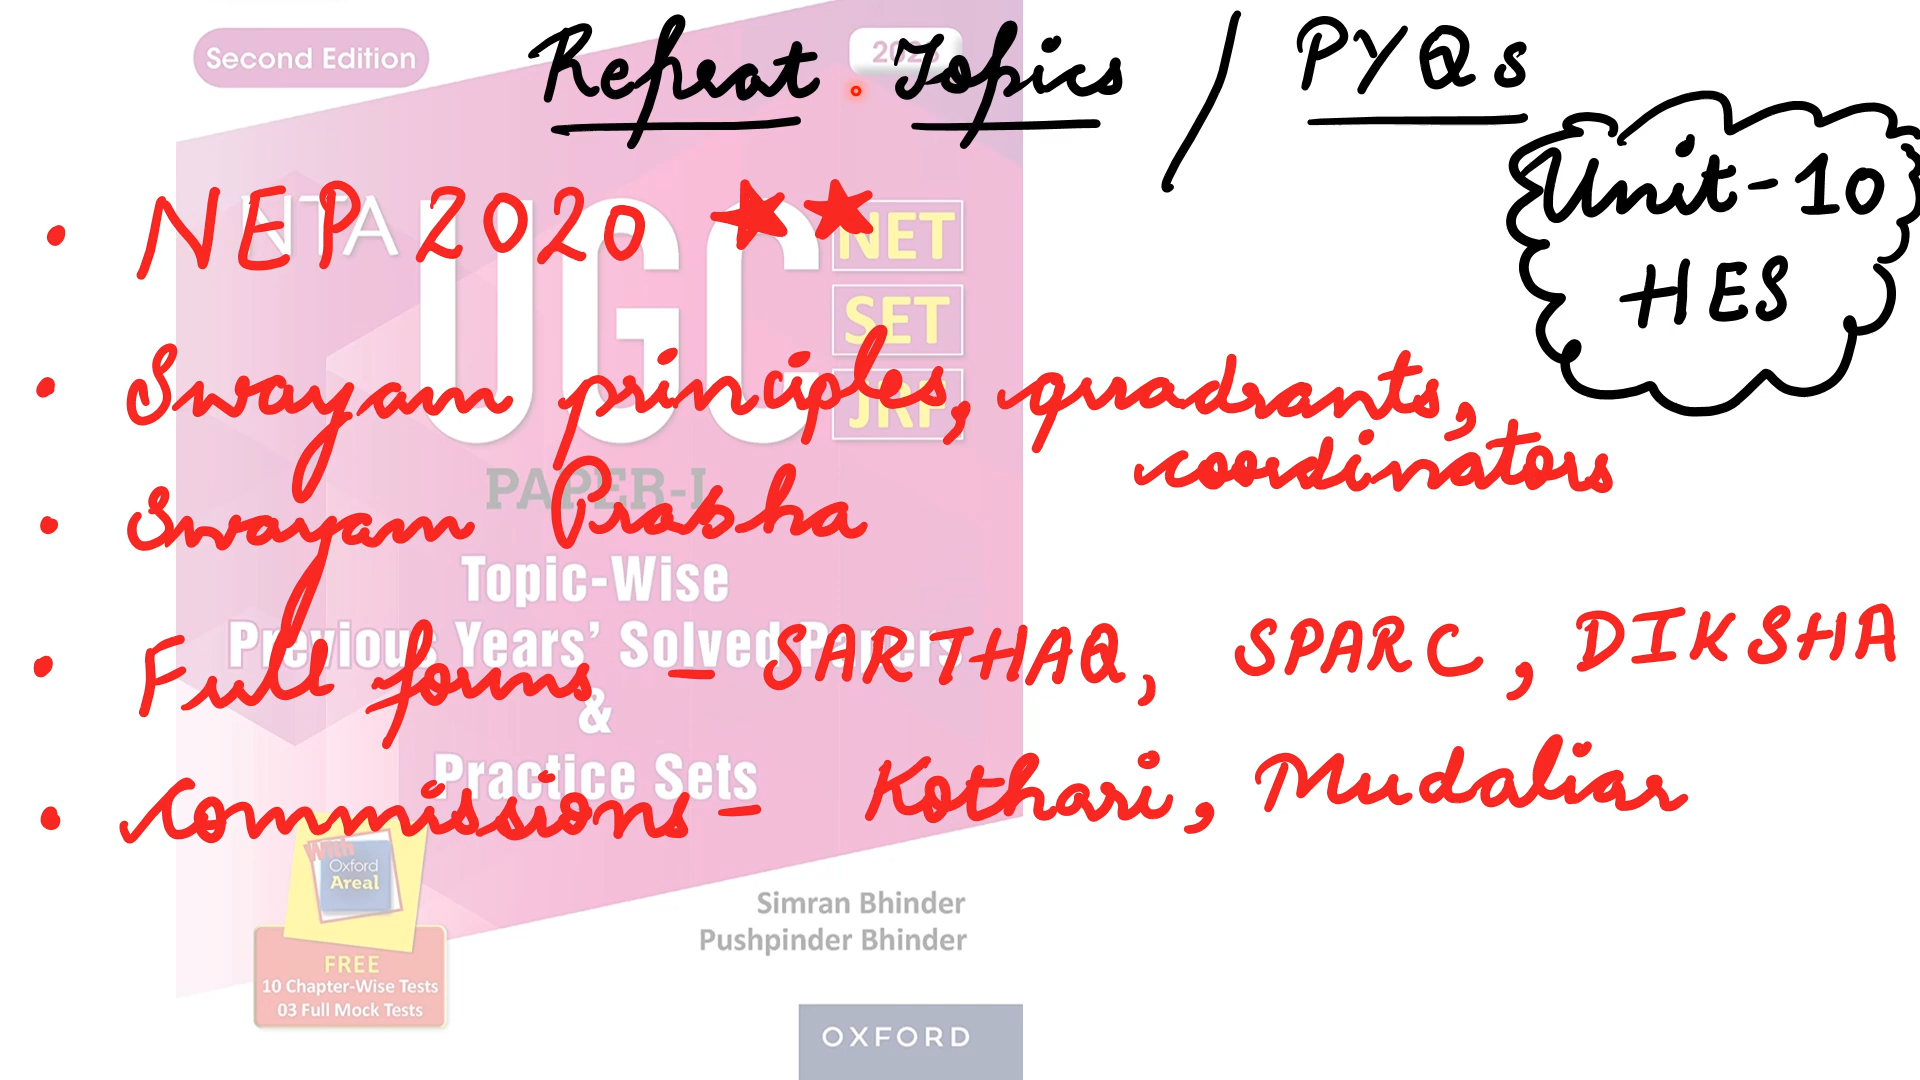 Second Edition
Repeat Topics / PYQs
Unit-10
HES
• NEP 2020 ★★
NTA UGC NET
SET
JRF
• Swayam principles, quadrants,
coordinators
PAPER-I
• Swayam Prabha
Topic-Wise
Previous Years' Solved Papers
• Full forms - SARTHAQ, SPARC, DIKSHA
&
Practice Sets
• Commissions - Kothari, Mudaliar
With
Oxford
Areal
Simran Bhinder
Pushpinder Bhinder
FREE
10 Chapter-Wise Tests
03 Full Mock Tests
OXFORD